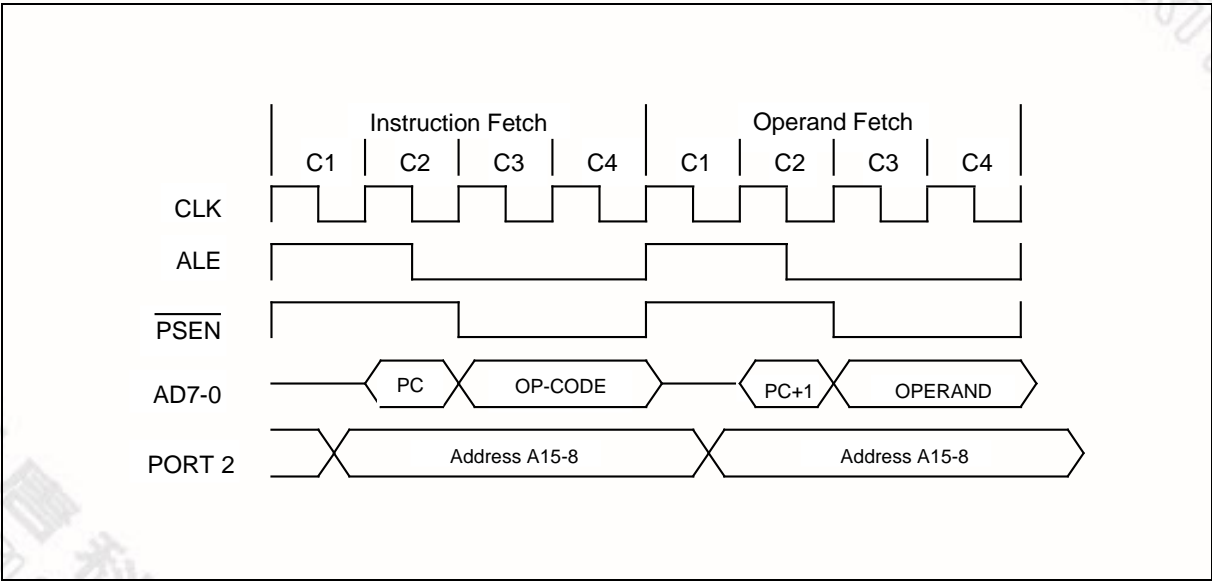 Instruction Fetch Operand Fetch
C1 C2 C3 C4 C1 C2 C3 C4
CLK
ALE
PSEN
AD7-0 PC OP-CODE PC+1 OPERAND
PORT 2 Address A15-8 Address A15-8